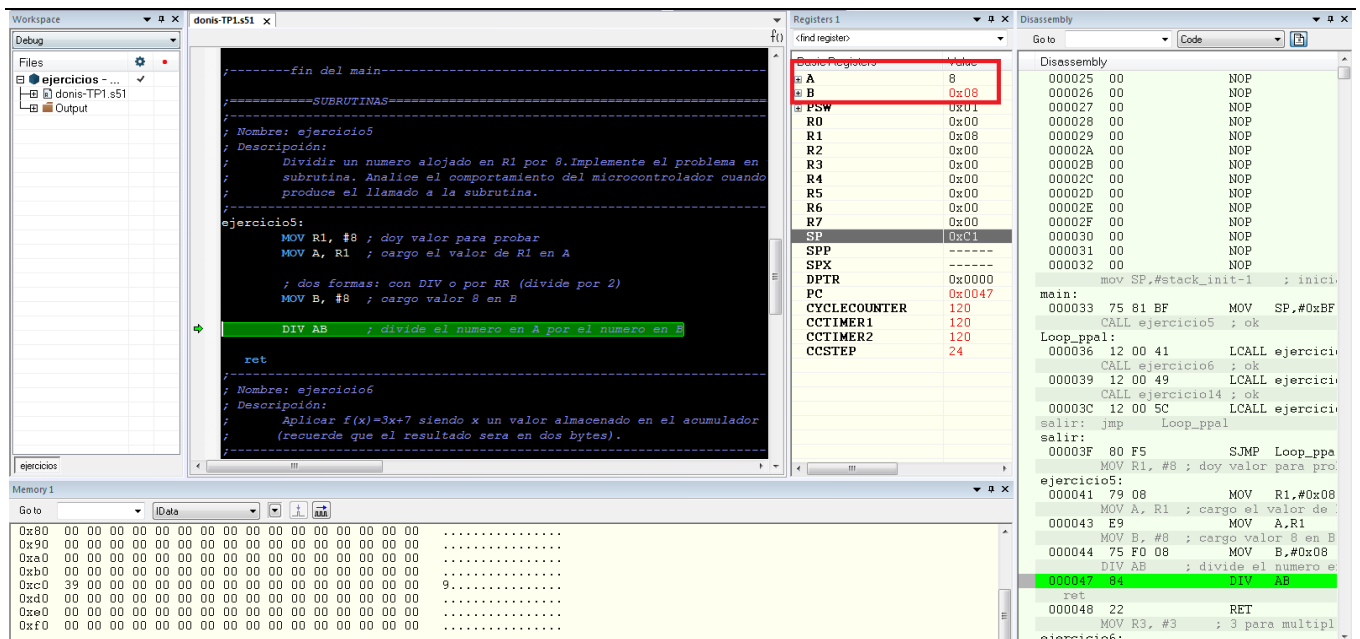 Workspace
Debug
Files
ejercicios - ...
donis-TP1.s51
Output
ejercicios
donis-TP1.s51
f()
;--------fin del main-----------------------------------------------
;============SUBRUTINAS=============================================
;-------------------------------------------------------------------
; Nombre: ejercicio5
; Descripción:
;       Dividir un numero alojado en R1 por 8.Implemente el problema en
;       subrutina. Analice el comportamiento del microcontrolador cuando
;       produce el llamado a la subrutina.
;-------------------------------------------------------------------
ejercicio5:
MOV R1, #8 ; doy valor para probar
MOV A, R1  ; cargo el valor de R1 en A
; dos formas: con DIV o por RR (divide por 2)
MOV B, #8  ; cargo valor 8 en B
DIV AB     ; divide el numero en A por el numero en B
ret
;-------------------------------------------------------------------
; Nombre: ejercicio6
; Descripción:
;       Aplicar f(x)=3x+7 siendo x un valor almacenado en el acumulador
;      (recuerde que el resultado sera en dos bytes).
;-------------------------------------------------------------------
Registers 1
<find register>
Basic Registers Value
A 8
B 0x08
PSW 0x01
R0 0x00
R1 0x08
R2 0x00
R3 0x00
R4 0x00
R5 0x00
R6 0x00
R7 0x00
SP 0xC1
SPP ------
SPX ------
DPTR 0x0000
PC 0x0047
CYCLECOUNTER 120
CCTIMER1 120
CCTIMER2 120
CCSTEP 24
Disassembly
Go to Code
Disassembly
000025 00 NOP
000026 00 NOP
000027 00 NOP
000028 00 NOP
000029 00 NOP
00002A 00 NOP
00002B 00 NOP
00002C 00 NOP
00002D 00 NOP
00002E 00 NOP
00002F 00 NOP
000030 00 NOP
000031 00 NOP
000032 00 NOP
mov SP,#stack_init-1 ; inici
main:
000033 75 81 BF MOV SP,#0xBF
CALL ejercicio5 ; ok
Loop_ppal:
000036 12 00 41 LCALL ejercici
CALL ejercicio6 ; ok
000039 12 00 49 LCALL ejercici
CALL ejercicio14 ; ok
00003C 12 00 5C LCALL ejercici
salir: jmp Loop_ppal
salir:
00003F 80 F5 SJMP Loop_ppa
MOV R1, #8 ; doy valor para pro
ejercicio5:
000041 79 08 MOV R1,#0x08
MOV A, R1 ; cargo el valor de
000043 E9 MOV A,R1
MOV B, #8 ; cargo valor 8 en B
000044 75 F0 08 MOV B,#0x08
DIV AB ; divide el numero e
000047 84 DIV AB
ret
000048 22 RET
MOV R3, #3 ; 3 para multipl
ejercicio6:
Memory 1
Go to IData
0x80 00 00 00 00 00 00 00 00 00 00 00 00 00 00 00 00 ................
0x90 00 00 00 00 00 00 00 00 00 00 00 00 00 00 00 00 ................
0xa0 00 00 00 00 00 00 00 00 00 00 00 00 00 00 00 00 ................
0xb0 00 00 00 00 00 00 00 00 00 00 00 00 00 00 00 00 ................
0xc0 39 00 00 00 00 00 00 00 00 00 00 00 00 00 00 00 9...............
0xd0 00 00 00 00 00 00 00 00 00 00 00 00 00 00 00 00 ................
0xe0 00 00 00 00 00 00 00 00 00 00 00 00 00 00 00 00 ................
0xf0 00 00 00 00 00 00 00 00 00 00 00 00 00 00 00 00 ................